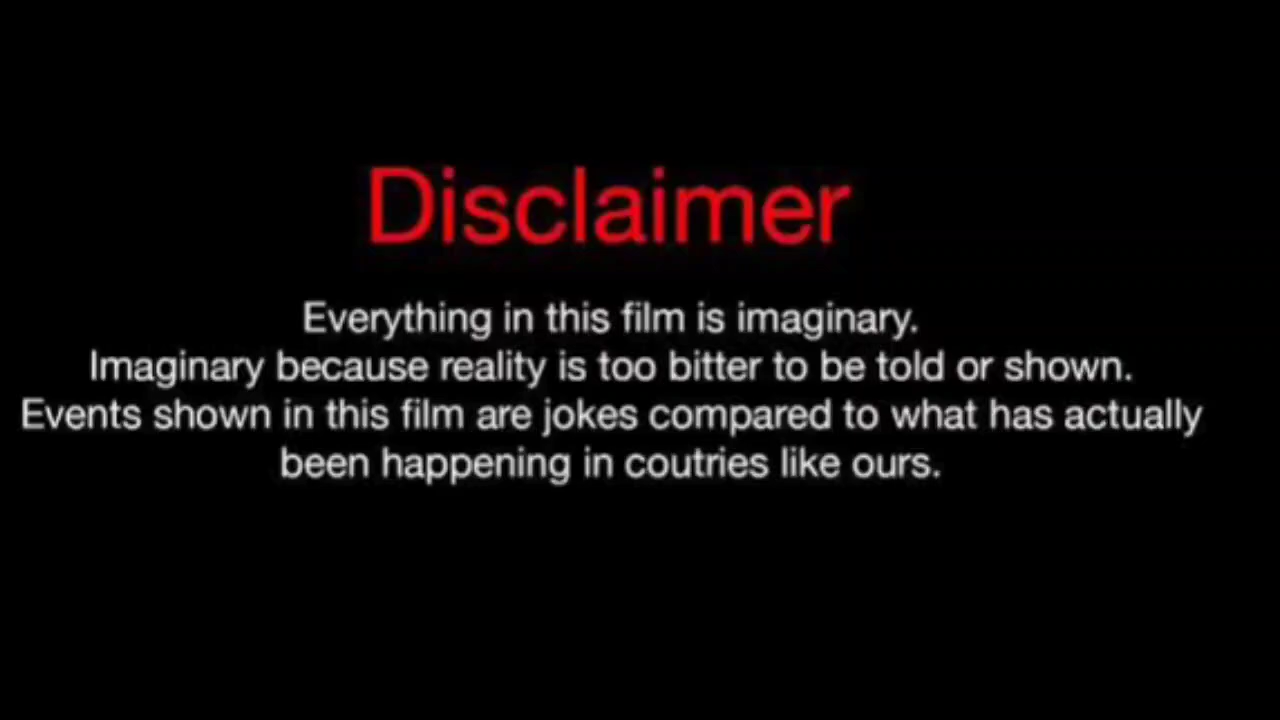 Disclaimer
Everything in this film is imaginary.
Imaginary because reality is too bitter to be told or shown.
Events shown in this film are jokes compared to what has actually
been happening in coutries like ours.